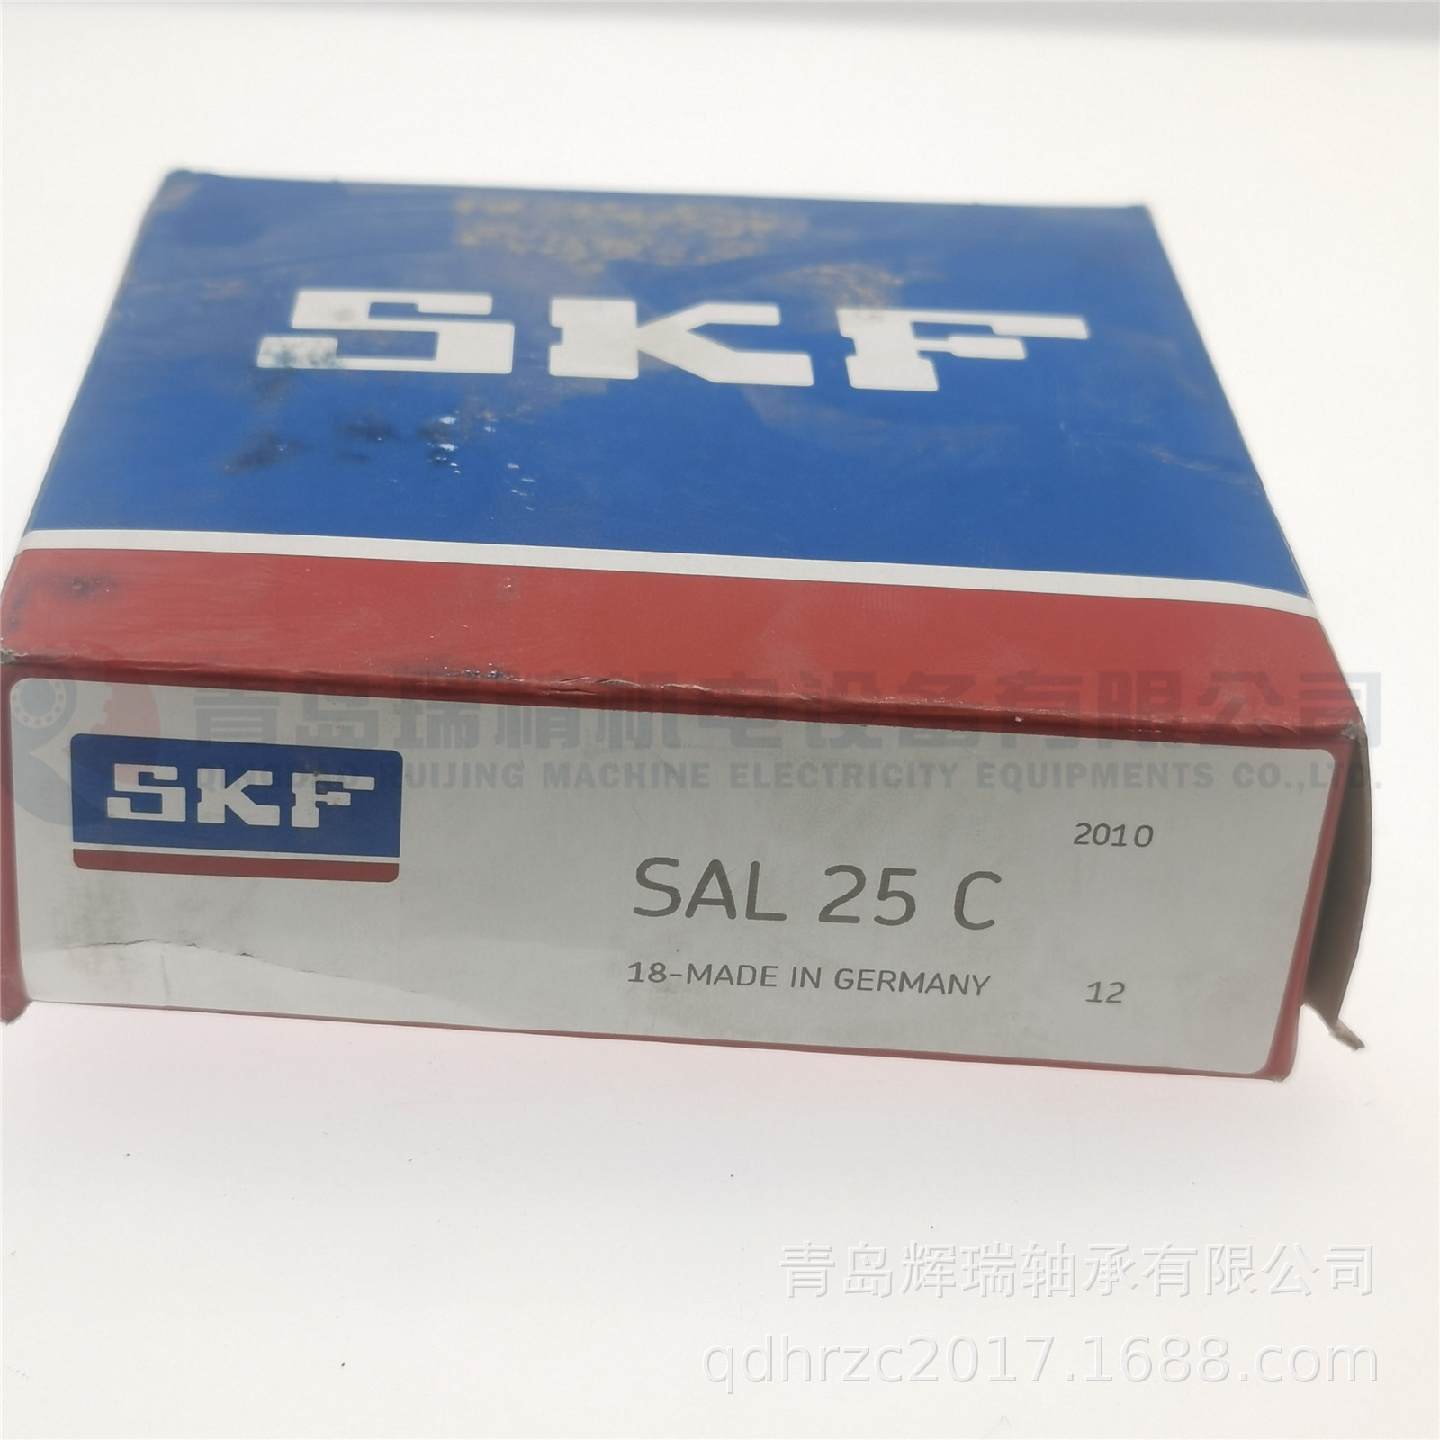 SKF
青岛瑞精机电设备有限公司
QINGDAO RUIJING MACHINE ELECTRICITY EQUIPMENTS CO.,LTD.
SKF
2010
SAL 25 C
18-MADE IN GERMANY
12
青岛辉瑞轴承有限公司
qdhrzc2017.1688.com